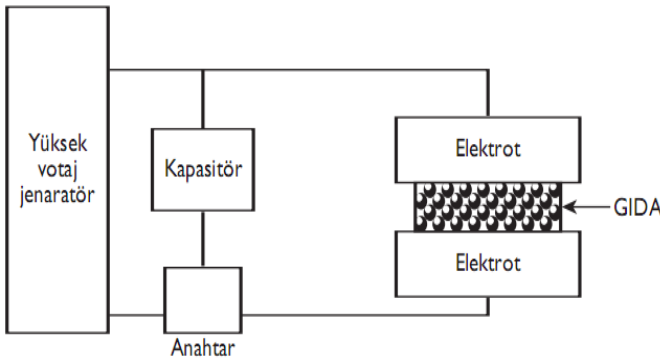 Yüksek
votaj
jenaratör
Kapasitör
Anahtar
Elektrot
GIDA
Elektrot